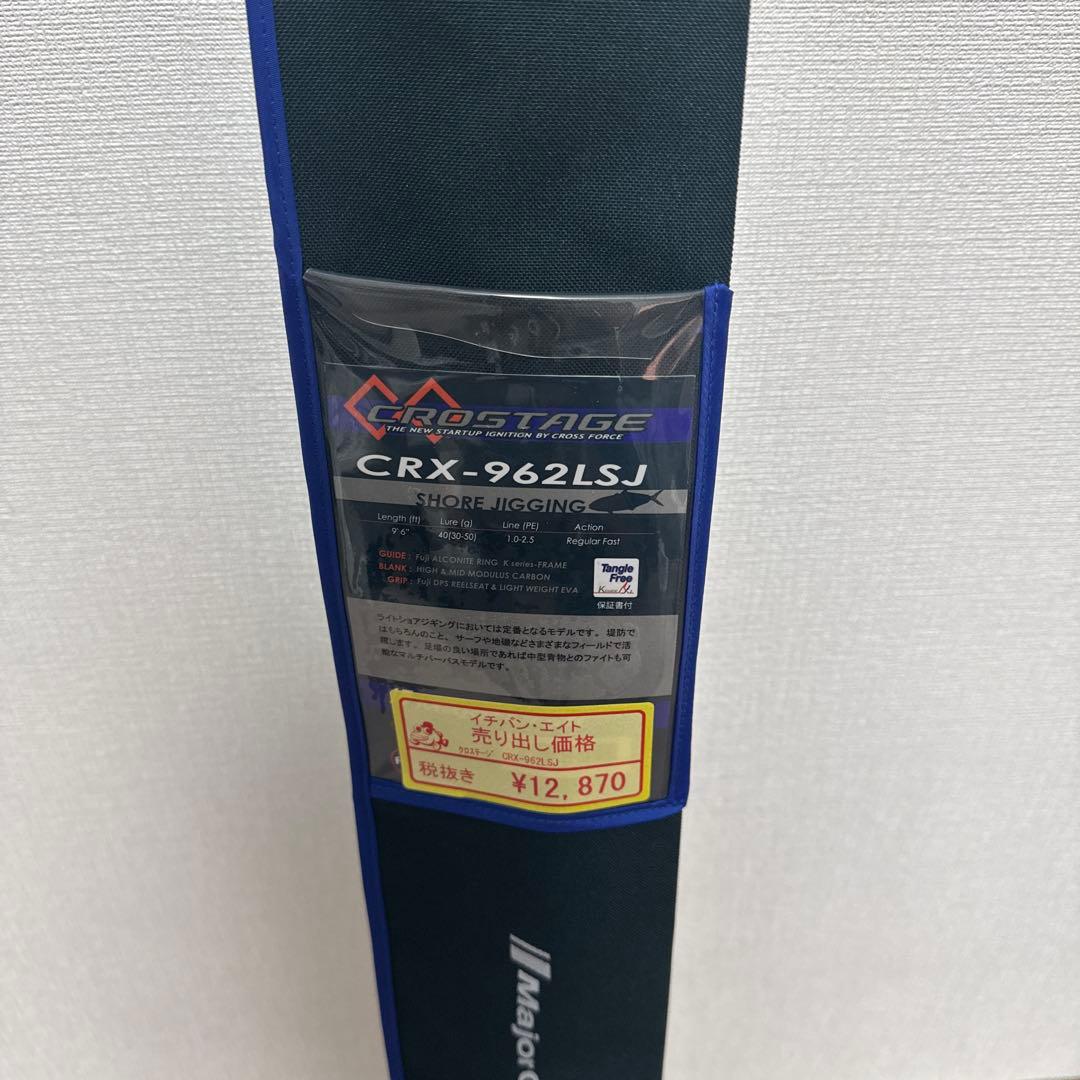 CROSTAGE
THE NEW STARTUP IGNITION BY CROSS FORCE
CRX-962LSJ
SHORE JIGGING
Length (ft) Lure (g) Line (PE) Action
9' 6" 40(30-50) 1.0-2.5 Regular Fast
GUIDE : Fuji ALCONITE RING K series-FRAME
BLANK : HIGH & MID MODULUS CARBON
GRIP : Fuji DPS REELSEAT & LIGHT WEIGHT EVA
Tangle
Free
保証書付
ライトショアジギングにおいては定番となるモデルです。堤防で
はもちろんのこと、サーフや地磯などさまざまなフィールドで活
躍します。足場の良い場所であれば中型青物とのファイトも可
能なマルチパーパスモデルです。
イチバン・エイト
売り出し価格
クロステージ CRX-962LSJ
税抜き ¥12,870
Major